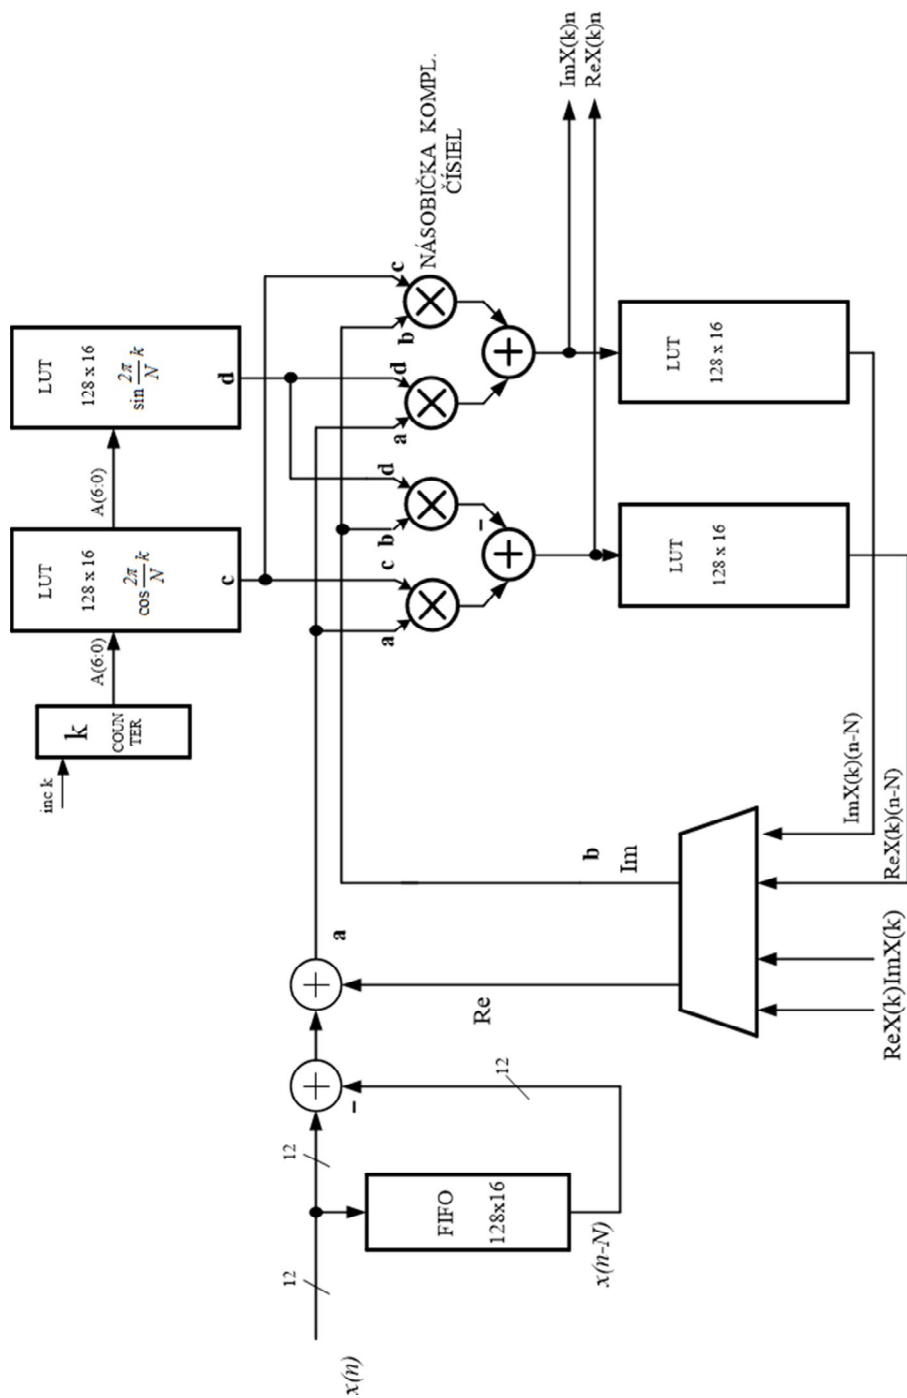 inc k
k
COUN
TER
A(6:0)
LUT
128 x 16
cos 2π/N k
c
A(6:0)
LUT
128 x 16
sin 2π/N k
d
x(n)
12
12
FIFO
128x16
x(n-N)
12
-
Re
a
b
Im
a
c
b
d
a
d
b
c
-
NÁSOBIČKA KOMPL.
ČÍSIEL
LUT
128 x 16
LUT
128 x 16
ImX(k)n
ReX(k)n
ImX(k)(n-N)
ReX(k)(n-N)
ReX(k)ImX(k)